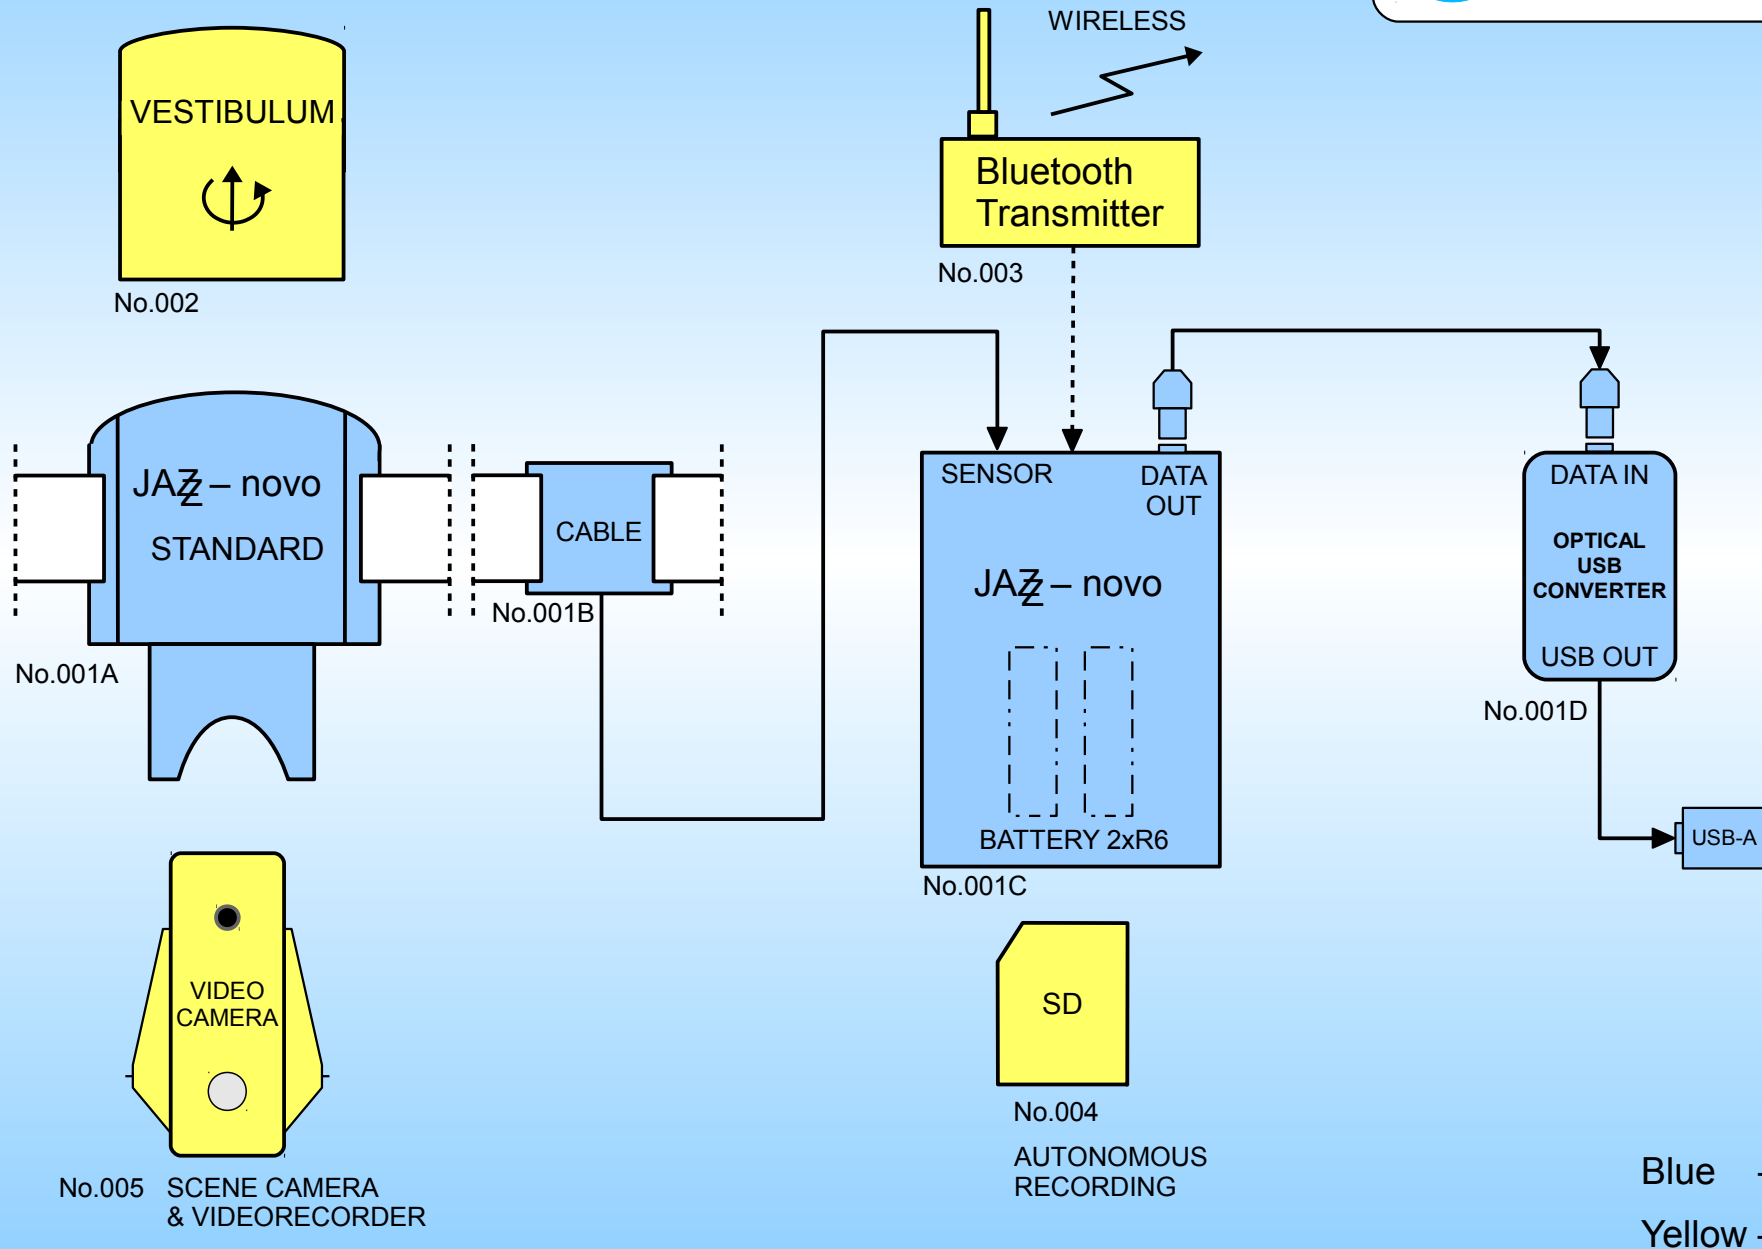 WIRELESS
VESTIBULUM
No.002
Bluetooth
Transmitter
No.003
JAZZ – novo
STANDARD
No.001A
CABLE
No.001B
SENSOR
DATA
OUT
JAZZ – novo
BATTERY 2xR6
No.001C
DATA IN
OPTICAL
USB
CONVERTER
USB OUT
No.001D
USB-A
VIDEO
CAMERA
No.005 SCENE CAMERA
& VIDEORECORDER
SD
No.004
AUTONOMOUS
RECORDING
Blue -
Yellow -